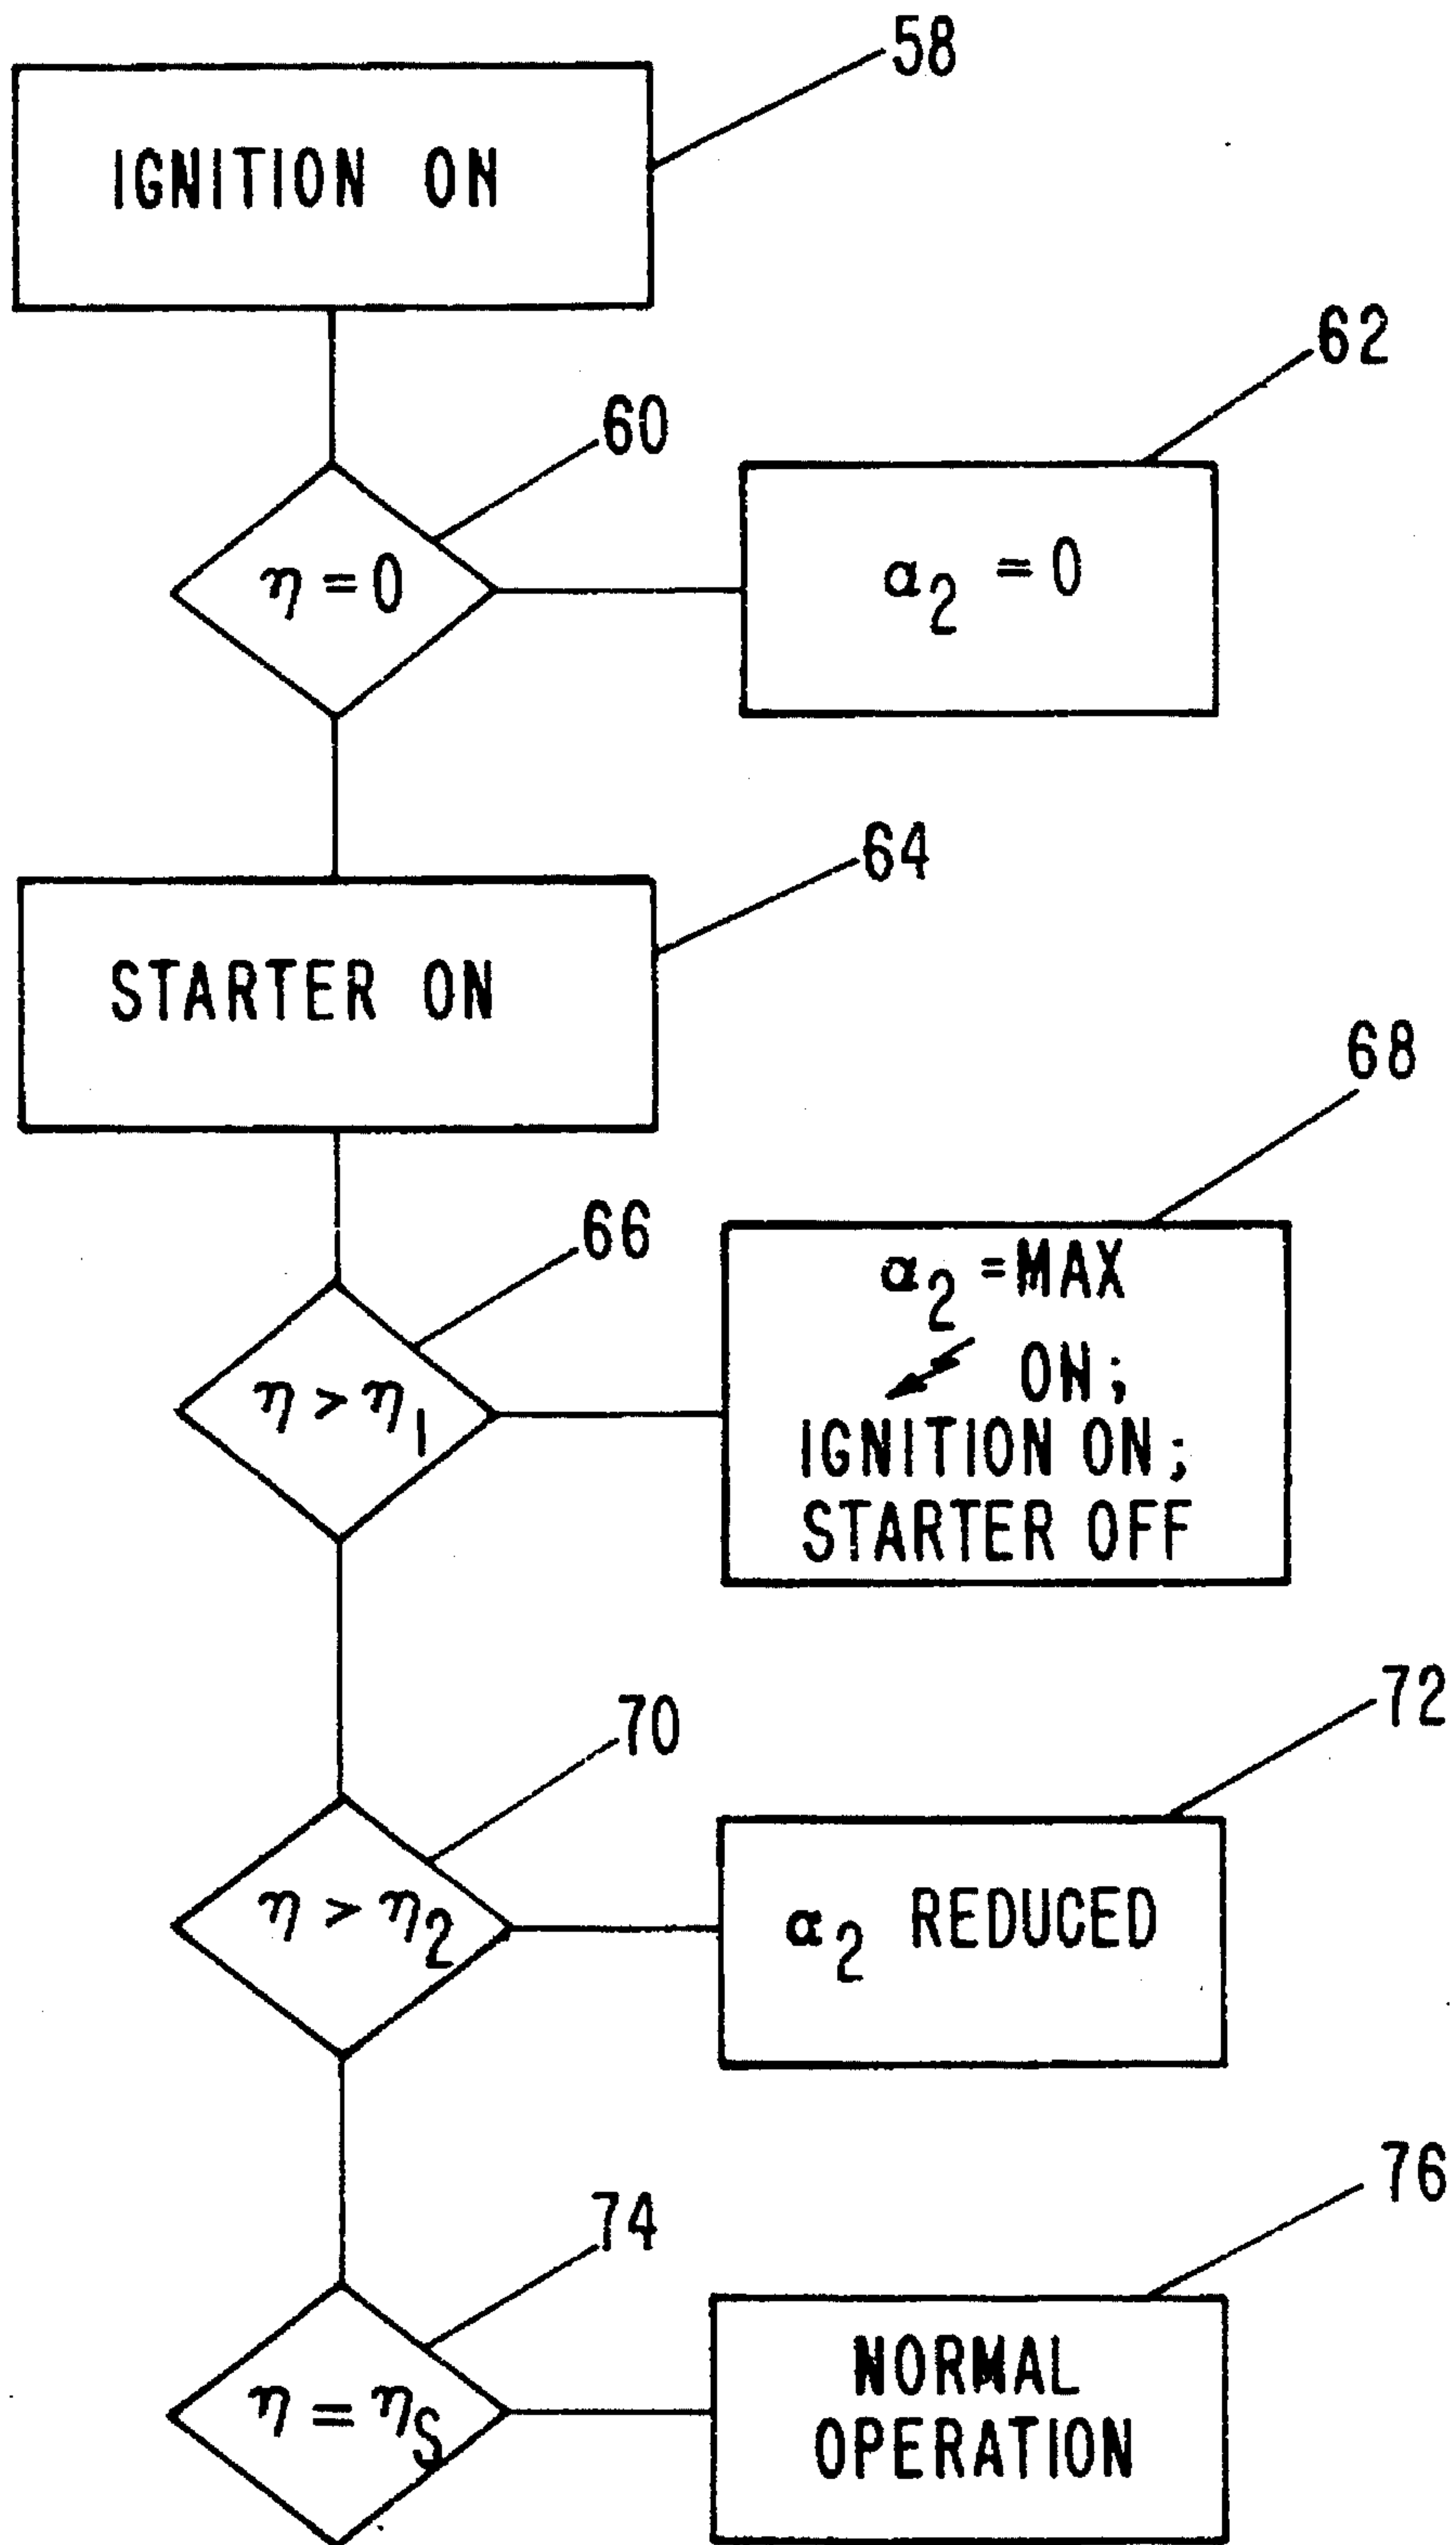 58
IGNITION ON
62
60
η = 0
α₂ = 0
64
STARTER ON
68
66
η > η₁
α₂ = MAX
ON;
IGNITION ON;
STARTER OFF
72
70
η > η₂
α₂ REDUCED
76
74
η = ηS
NORMAL
OPERATION